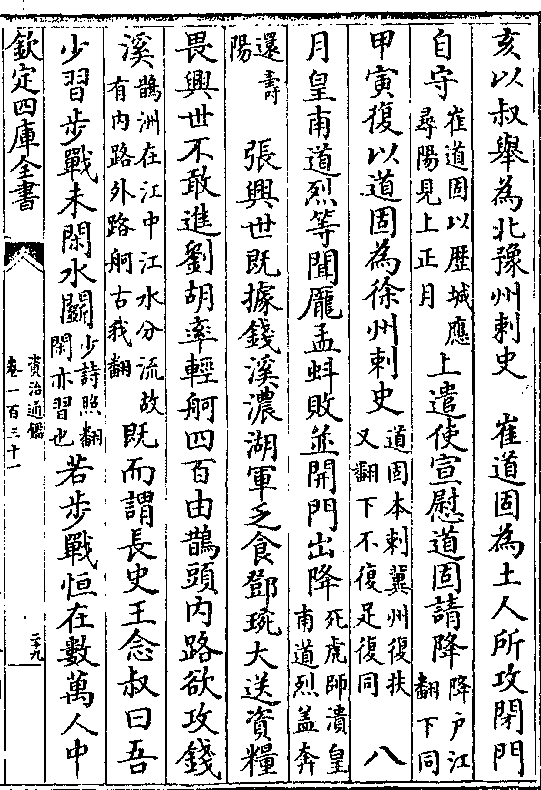 亥以叔舉為北豫州刺史　崔道固為土人所攻閉門
自守崔道固以歷城應尋陽見上正月上遣使宣慰道固請降降户江翻下同
甲寅復以道固為徐州刺史道固本刺冀州復扶又翻下不復足復同　八
月皇甫道烈等聞龎孟蚪敗並開門出降死虎師潰皇甫道烈盖奔
還壽陽　張興世既據錢溪濃湖軍乏食鄧琬大送資糧
畏興世不敢進劉胡率輕舸四百由鵲頭内路欲攻錢
溪鵲洲在江中江水分流故有内路外路舸古我翻既而謂長史王念叔曰吾
少習步戰未閑水鬬少詩照翻閑亦習也若步戰恒在數萬人中
欽定四庫全書
資治通鑑
卷一百三十一
二十九